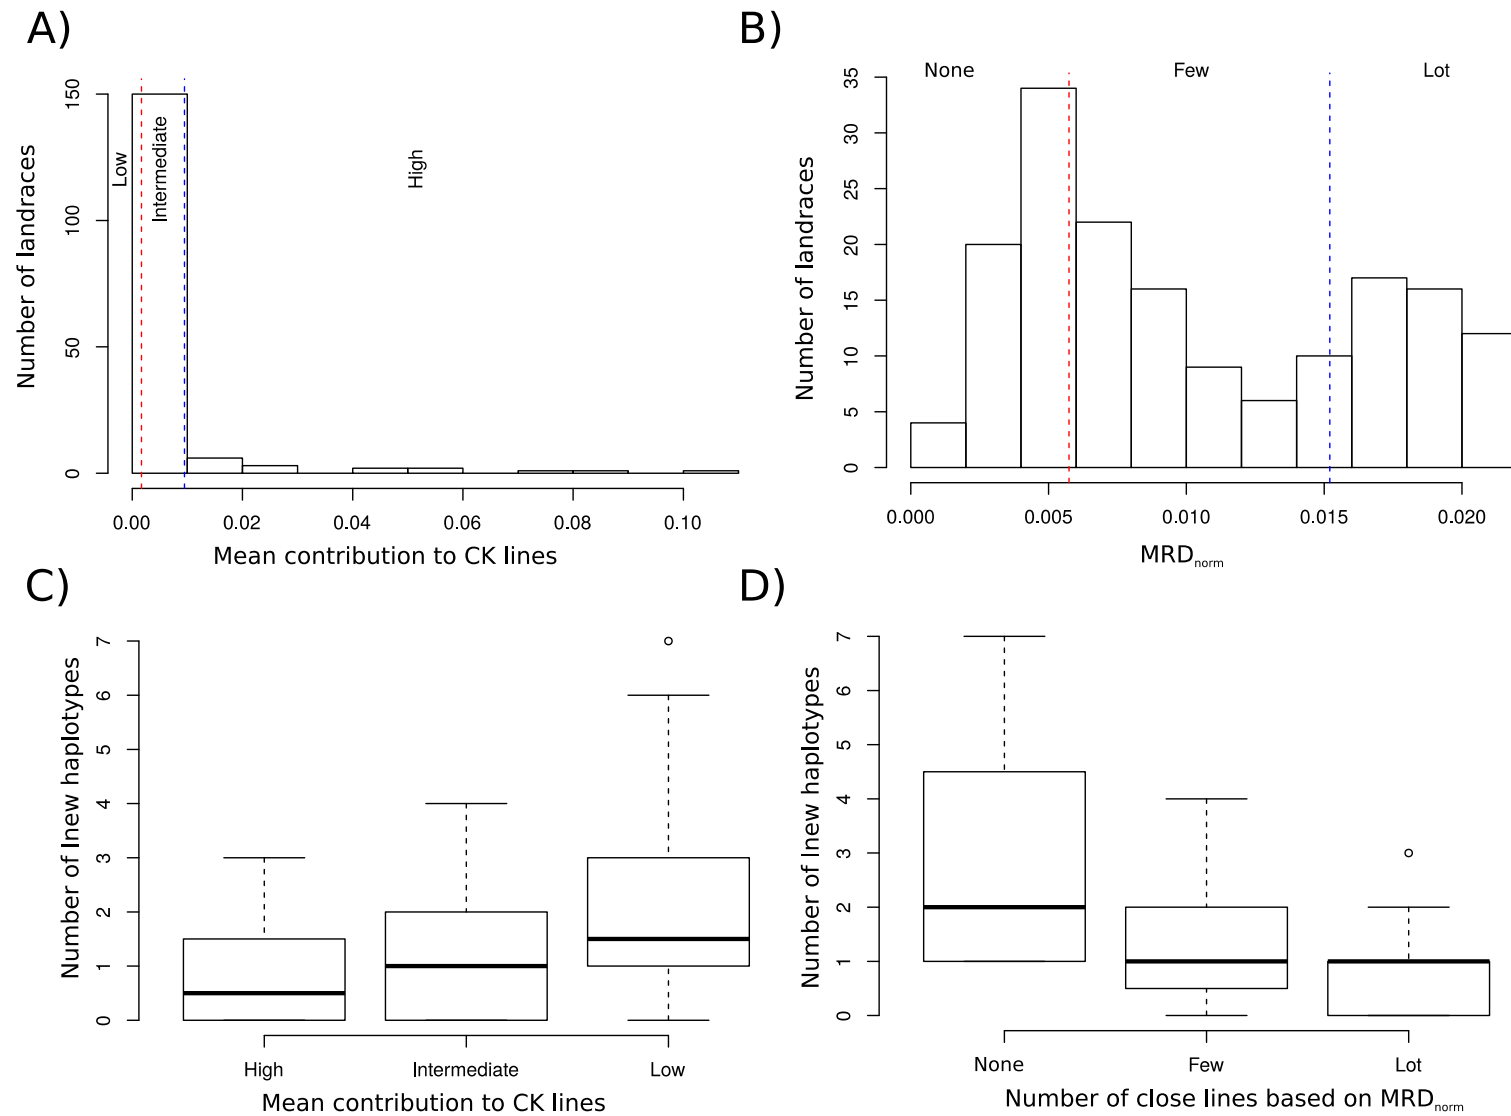 A)
Number of landraces
0
50
100
150
Low
Intermediate
High
0.00 0.02 0.04 0.06 0.08 0.10
Mean contribution to CK lines
B)
Number of landraces
0
5
10
15
20
25
30
35
None Few Lot
0.000 0.005 0.010 0.015 0.020
MRDnorm
C)
Number of lnew haplotypes
0
1
2
3
4
5
6
7
High Intermediate Low
Mean contribution to CK lines
D)
Number of lnew haplotypes
0
1
2
3
4
5
6
7
None Few Lot
Number of close lines based on MRDnorm